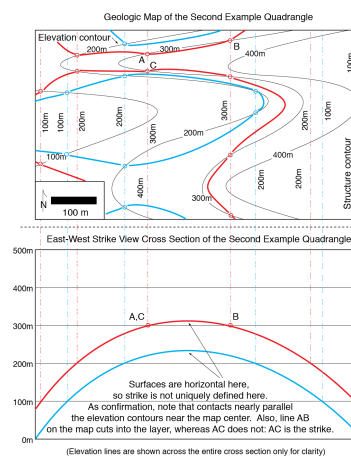 Geologic Map of the Second Example Quadrangle
Elevation contour
200m
300m
B
A
C
400m
100m
100m
100m
200m
200m
300m
200m
300m
200m
200m
100m
400m
400m
300m
200m
200m
Structure contour
N
100 m
East-West Strike View Cross Section of the Second Example Quadrangle
500m
400m
300m
A,C
B
200m
Surfaces are horizontal here,
so strike is not uniquely defined here.
As confirmation, note that contacts nearly parallel
100m
the elevation contours near the map center. Also, line AB
on the map cuts into the layer, whereas AC does not: AC is the strike.
0m
(Elevation lines are shown across the entire cross section only for clarity)